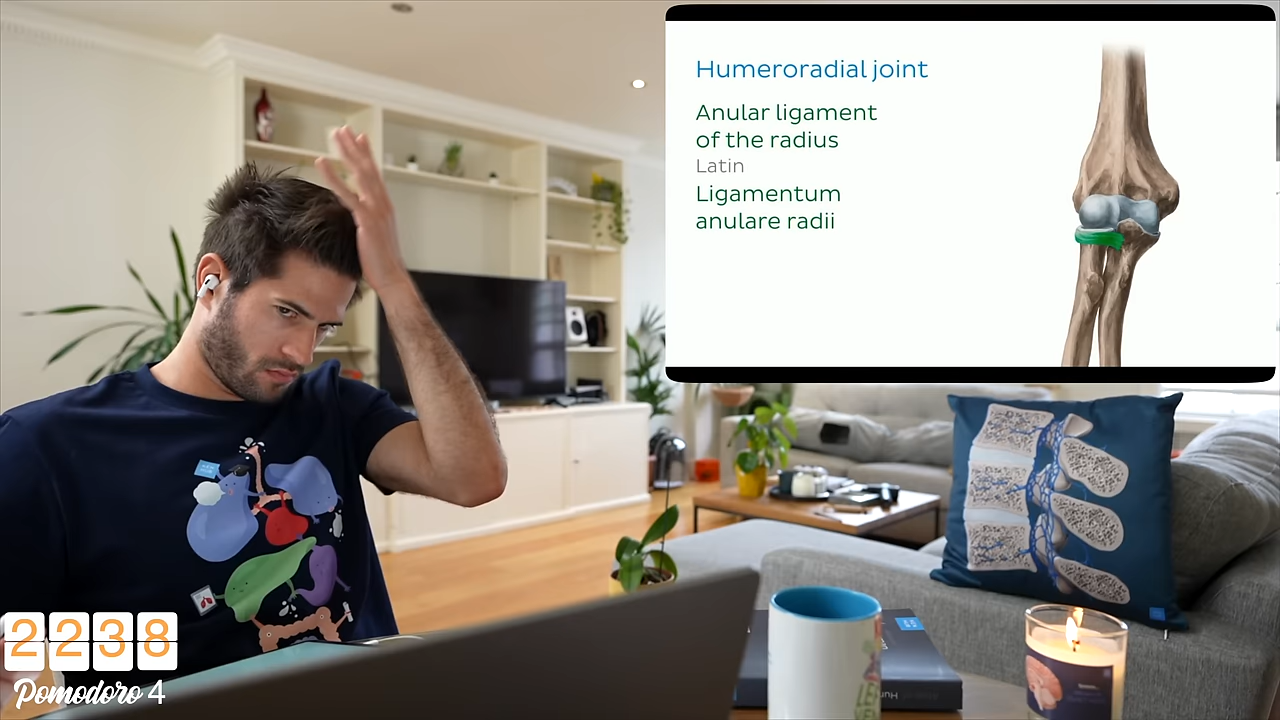 Humeroradial joint
Anular ligament
of the radius
Latin
Ligamentum
anulare radii
2238
Pomodoro 4